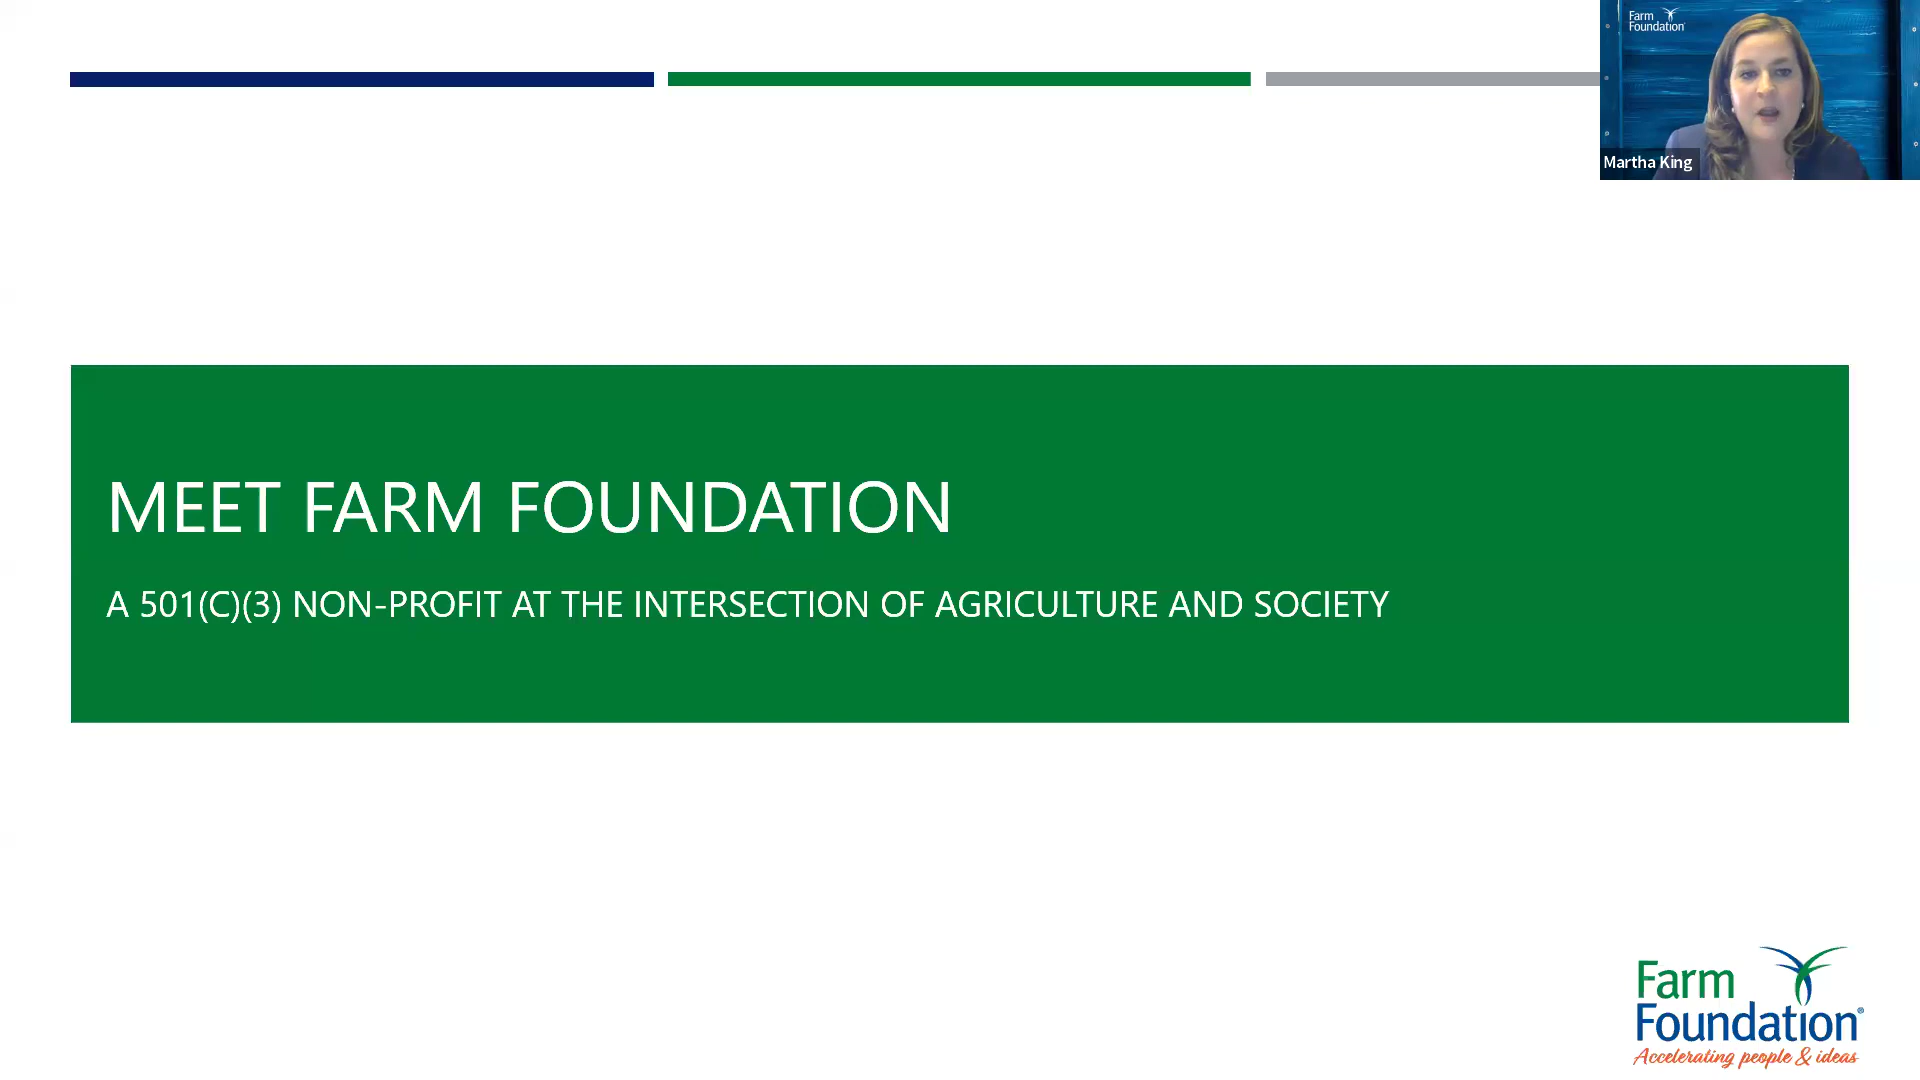 Farm
Foundation
Martha King
MEET FARM FOUNDATION
A 501(C)(3) NON-PROFIT AT THE INTERSECTION OF AGRICULTURE AND SOCIETY
Farm
Foundation®
Accelerating people & ideas